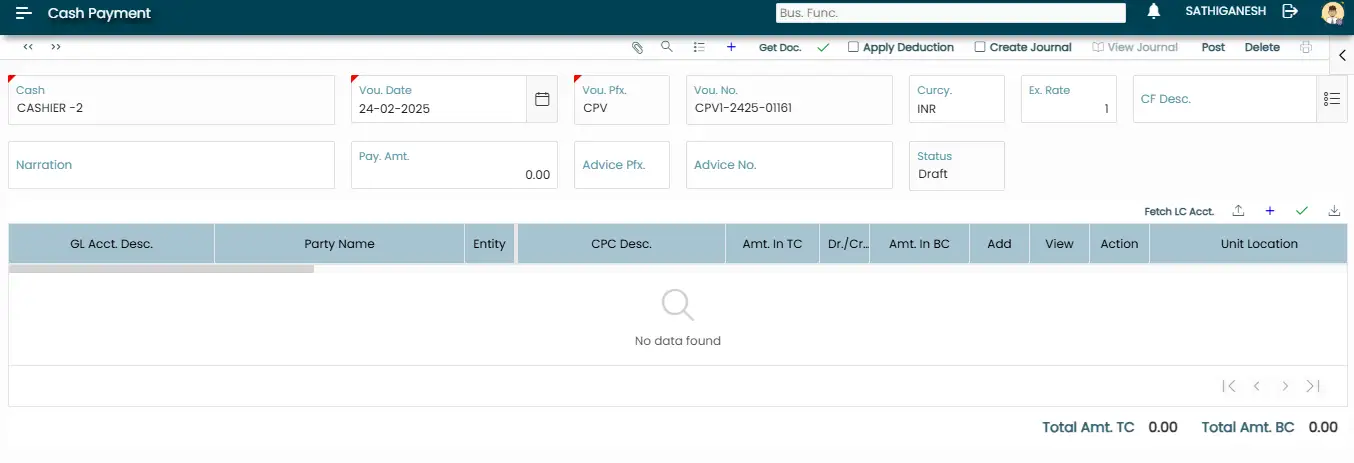 Cash Payment
Bus. Func.
SATHIGANESH
Get Doc.
Apply Deduction
Create Journal
View Journal
Post
Delete
Cash
CASHIER -2
Vou. Date
24-02-2025
Vou. Pfx.
CPV
Vou. No.
CPV1-2425-01161
Curcy.
INR
Ex. Rate
1
CF Desc.
Narration
Pay. Amt.
0.00
Advice Pfx.
Advice No.
Status
Draft
Fetch LC Acct.
GL Acct. Desc.
Party Name
Entity
CPC Desc.
Amt. In TC
Dr./Cr...
Amt. In BC
Add
View
Action
Unit Location
No data found
Total Amt. TC 0.00
Total Amt. BC 0.00